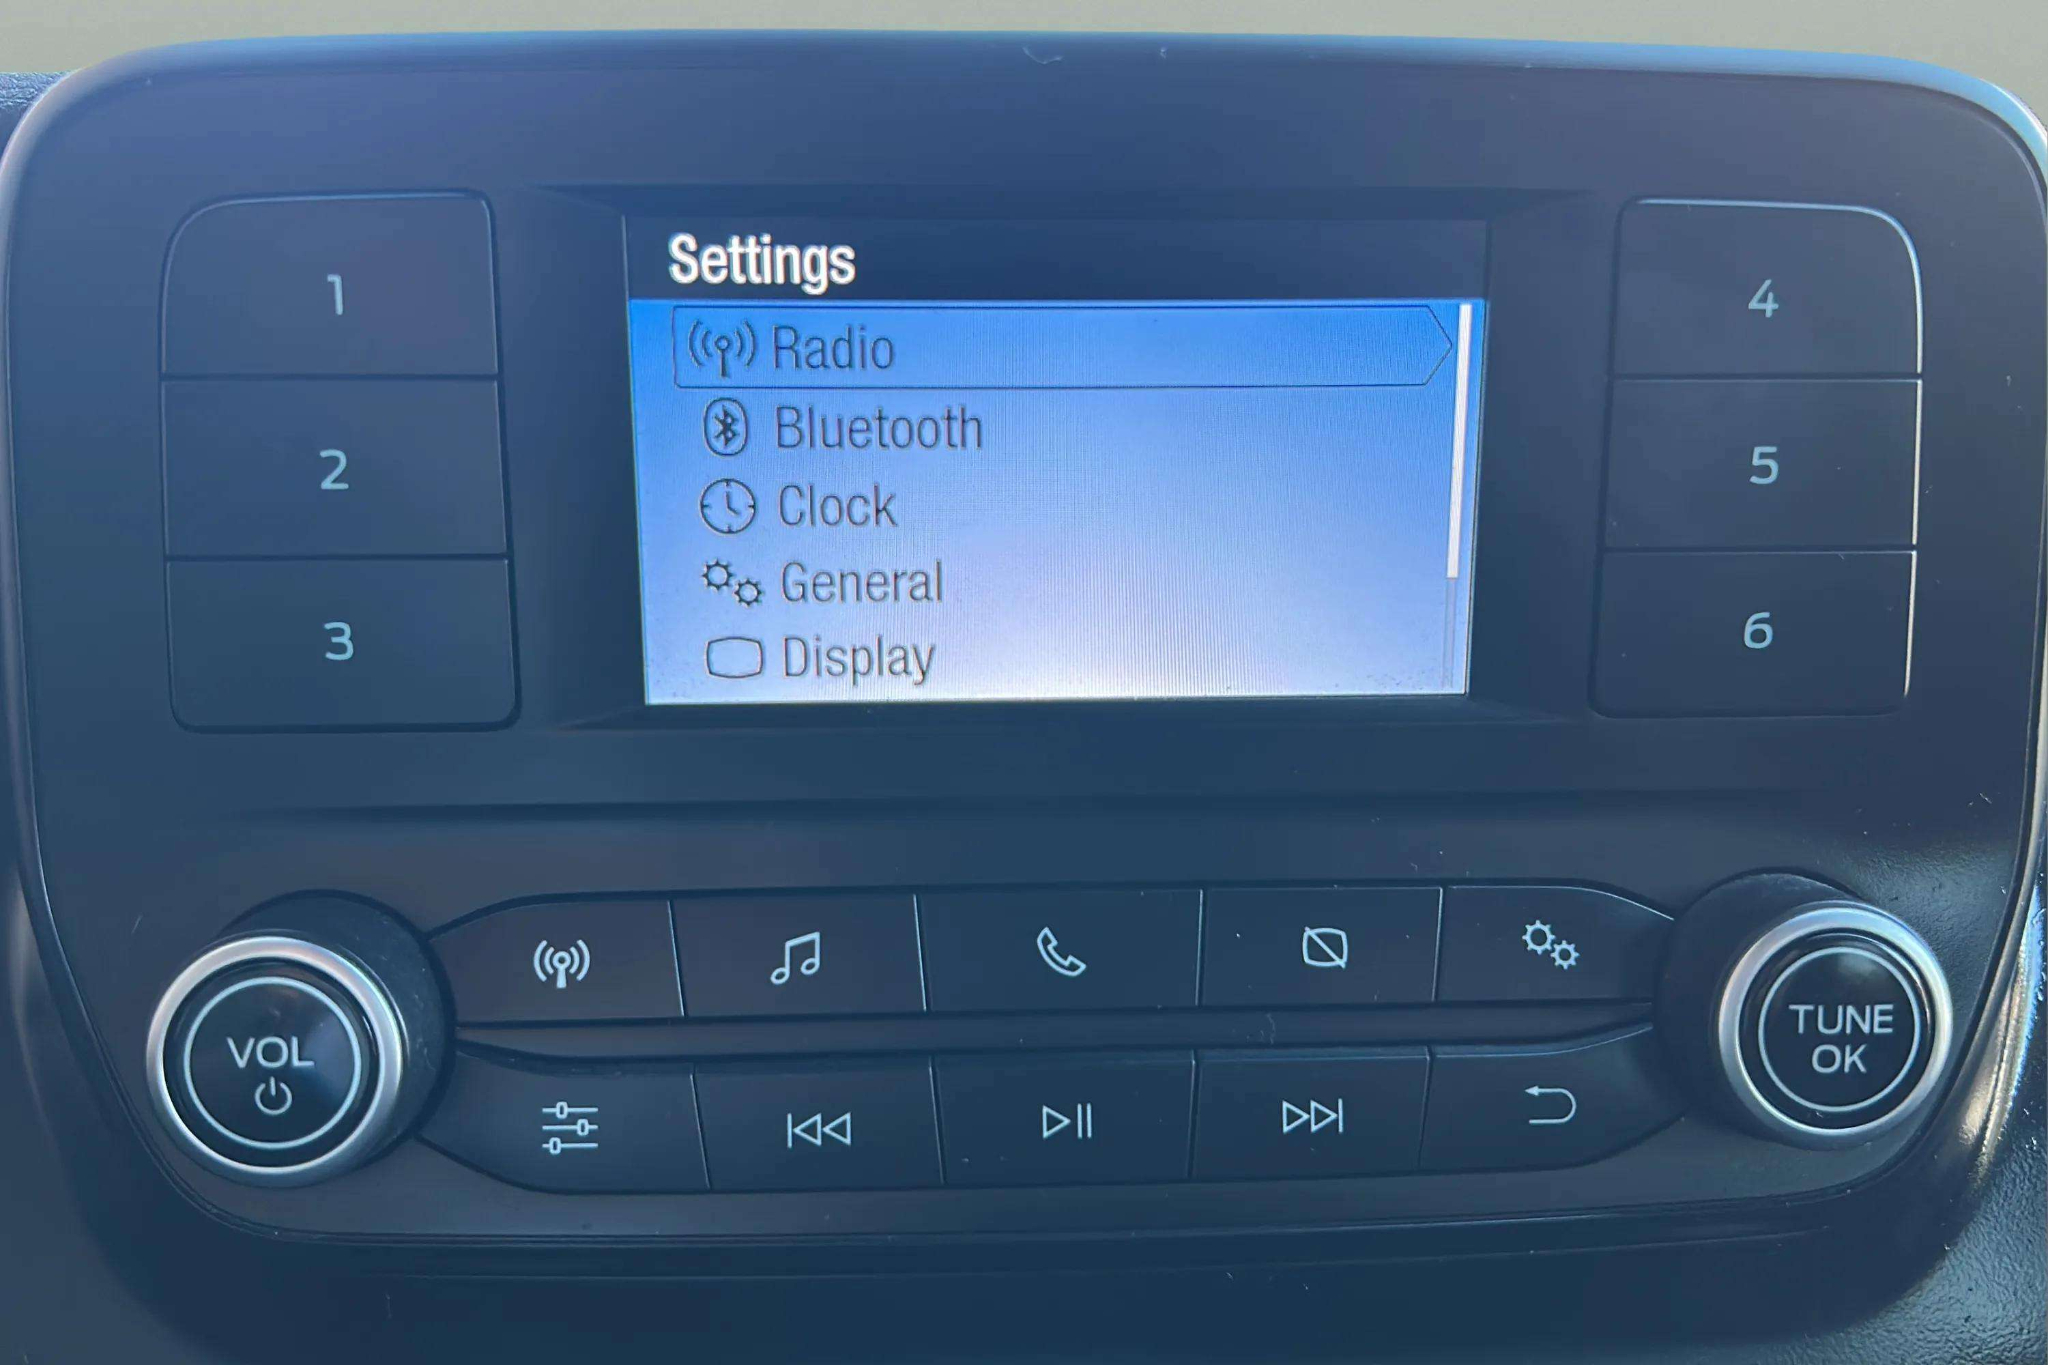 Settings
Radio
Bluetooth
Clock
General
Display
1
2
3
4
5
6
VOL
TUNE
OK